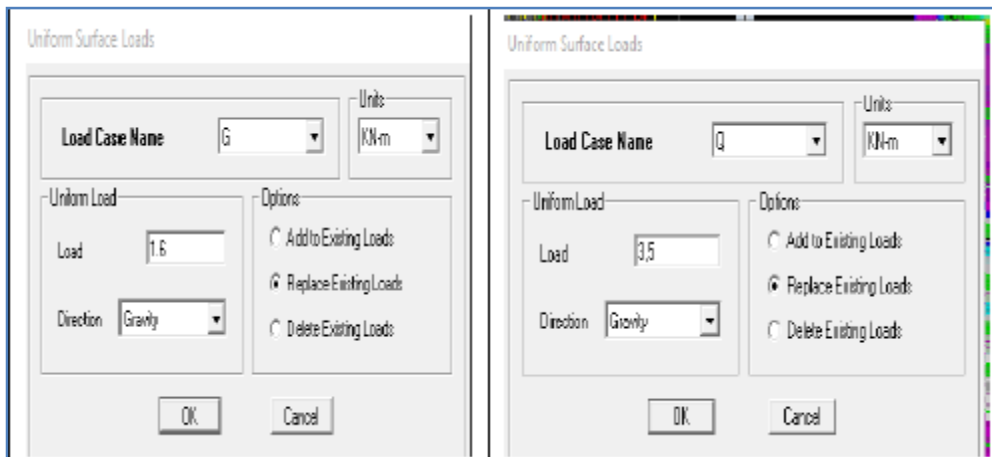 Uniform Surface Loads
Units
Load Case Name G KN-m
Uniform Load
Options
Load 1.6
Add to Existing Loads
Replace Existing Loads
Direction Gravity
Delete Existing Loads
OK Cancel
Uniform Surface Loads
Units
Load Case Name Q KN-m
Uniform Load
Options
Load 3,5
Add to Existing Loads
Replace Existing Loads
Direction Gravity
Delete Existing Loads
OK Cancel